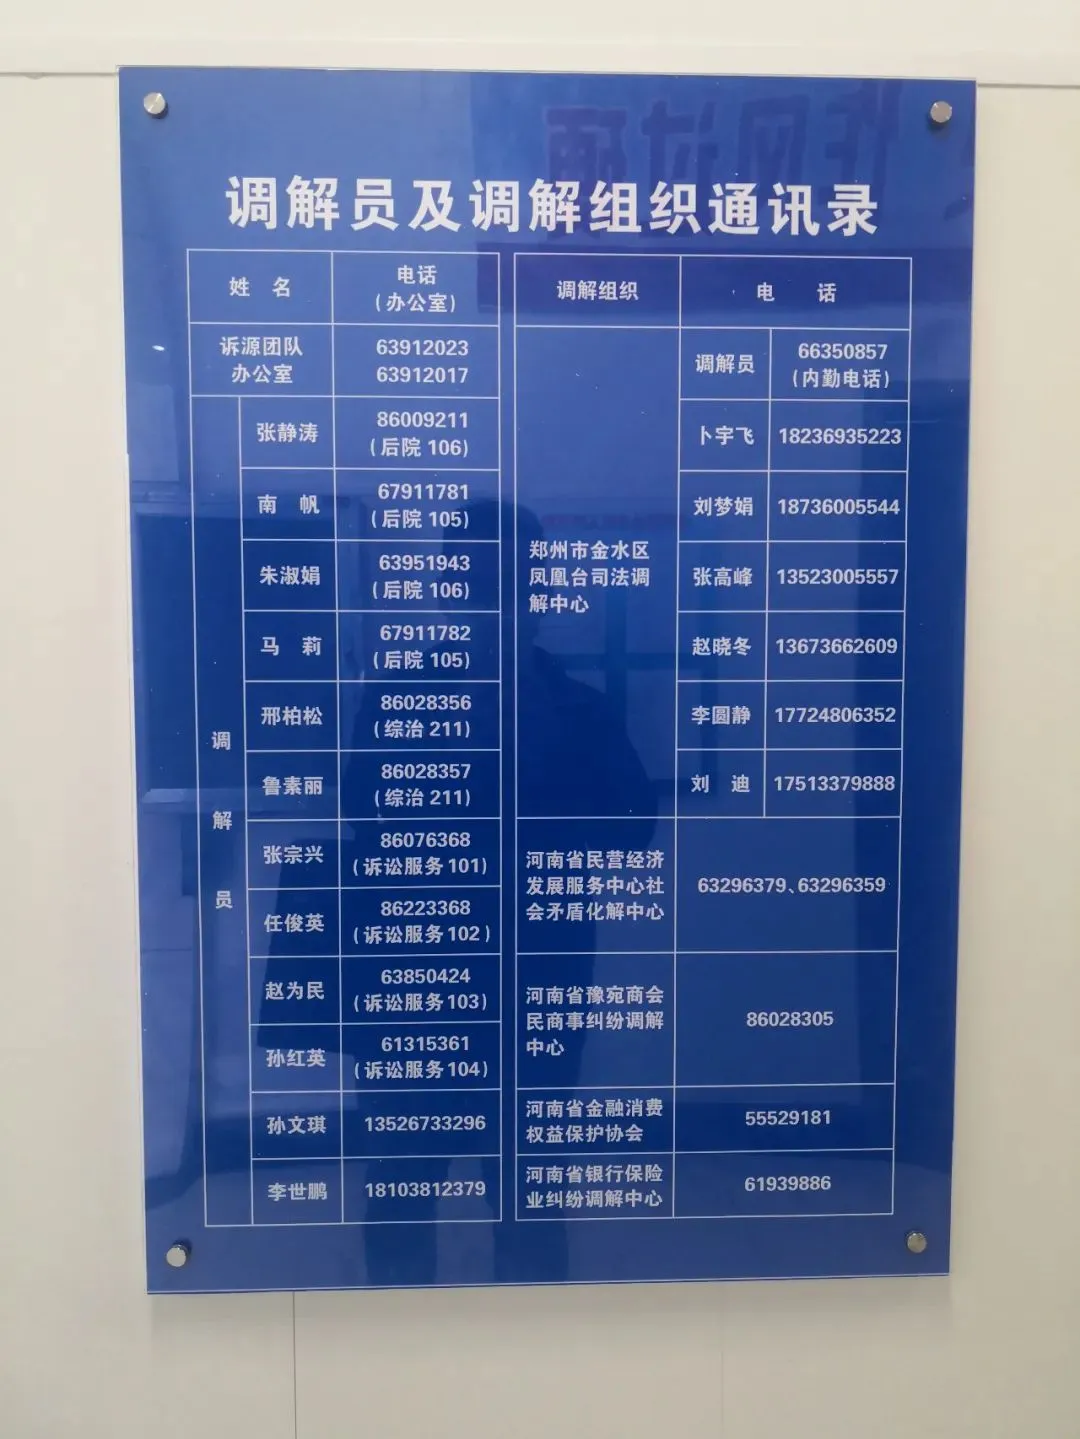 调解员及调解组织通讯录
姓 名
电话
（办公室）
诉源团队
办公室
63912023
63912017
调解员
张静涛
86009211
（后院 106）
南 帆
67911781
（后院 105）
朱淑娟
63951943
（后院 106）
马 莉
67911782
（后院 105）
邢柏松
86028356
（综治 211）
鲁素丽
86028357
（综治 211）
张宗兴
86076368
（诉讼服务 101）
任俊英
86223368
（诉讼服务 102）
赵为民
63850424
（诉讼服务 103）
孙红英
61315361
（诉讼服务 104）
孙文琪
13526733296
李世鹏
18103812379
调解组织
电 话
郑州市金水区
凤凰台司法调
解中心
调解员
66350857
（内勤电话）
卜宇飞
18236935223
刘梦娟
18736005544
张高峰
13523005557
赵晓冬
13673662609
李圆静
17724806352
刘 迪
17513379888
河南省民营经济
发展服务中心社
会矛盾化解中心
63296379、63296359
河南省豫宛商会
民商事纠纷调解
中心
86028305
河南省金融消费
权益保护协会
55529181
河南省银行保险
业纠纷调解中心
61939886